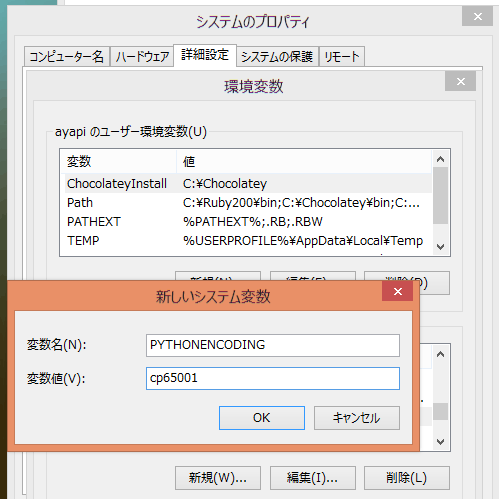 システムのプロパティ
コンピューター名 ハードウェア 詳細設定 システムの保護 リモート
環境変数
ayapi のユーザー環境変数(U)
変数 値
ChocolateyInstall C:¥Chocolatey
Path C:¥Ruby200¥bin;C:¥Chocolatey¥bin;C:...
PATHEXT %PATHEXT%;.RB;.RBW
TEMP %USERPROFILE%¥AppData¥Local¥Temp
新規(N)... 編集(E)... 削除(D)
新しいシステム変数
変数名(N): PYTHONENCODING
変数値(V): cp65001
OK キャンセル
新規(W)... 編集(I)... 削除(L)